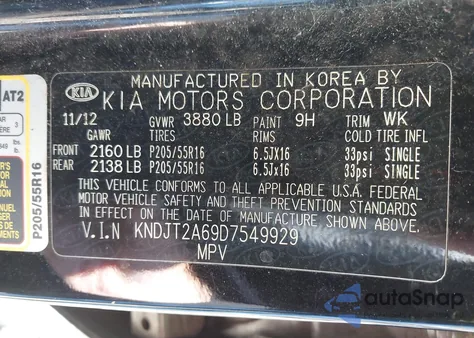 MANUFACTURED IN KOREA BY
KIA KIA MOTORS CORPORATION
11/12 GVWR 3880 LB PAINT 9H TRIM WK
GAWR TIRES RIMS COLD TIRE INFL
FRONT 2160 LB P205/55R16 6.5JX16 33psi SINGLE
REAR 2138 LB P205/55R16 6.5Jx16 33psi SINGLE
THIS VEHICLE CONFORMS TO ALL APPLICABLE U.S.A. FEDERAL
MOTOR VEHICLE SAFETY AND THEFT PREVENTION STANDARDS
IN EFFECT ON THE DATE OF MANUFACTURE SHOWN ABOVE.
V.I.N KNDJT2A69D7549929
MPV
AT2
3
P205/55R16
autoSnap